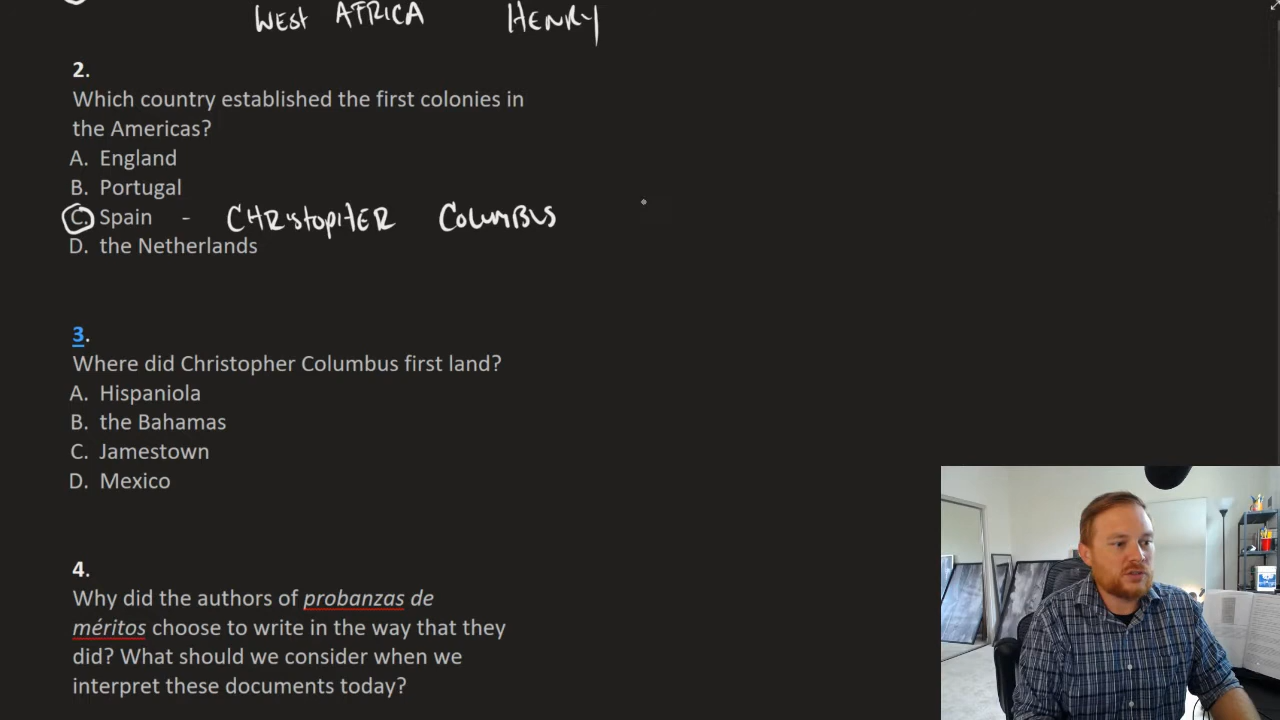 WEST AFRICA HENRY
2.
Which country established the first colonies in
the Americas?
A. England
B. Portugal
C. Spain - CHRISTOPHER COLUMBUS
D. the Netherlands
3.
Where did Christopher Columbus first land?
A. Hispaniola
B. the Bahamas
C. Jamestown
D. Mexico
4.
Why did the authors of probanzas de
méritos choose to write in the way that they
did? What should we consider when we
interpret these documents today?